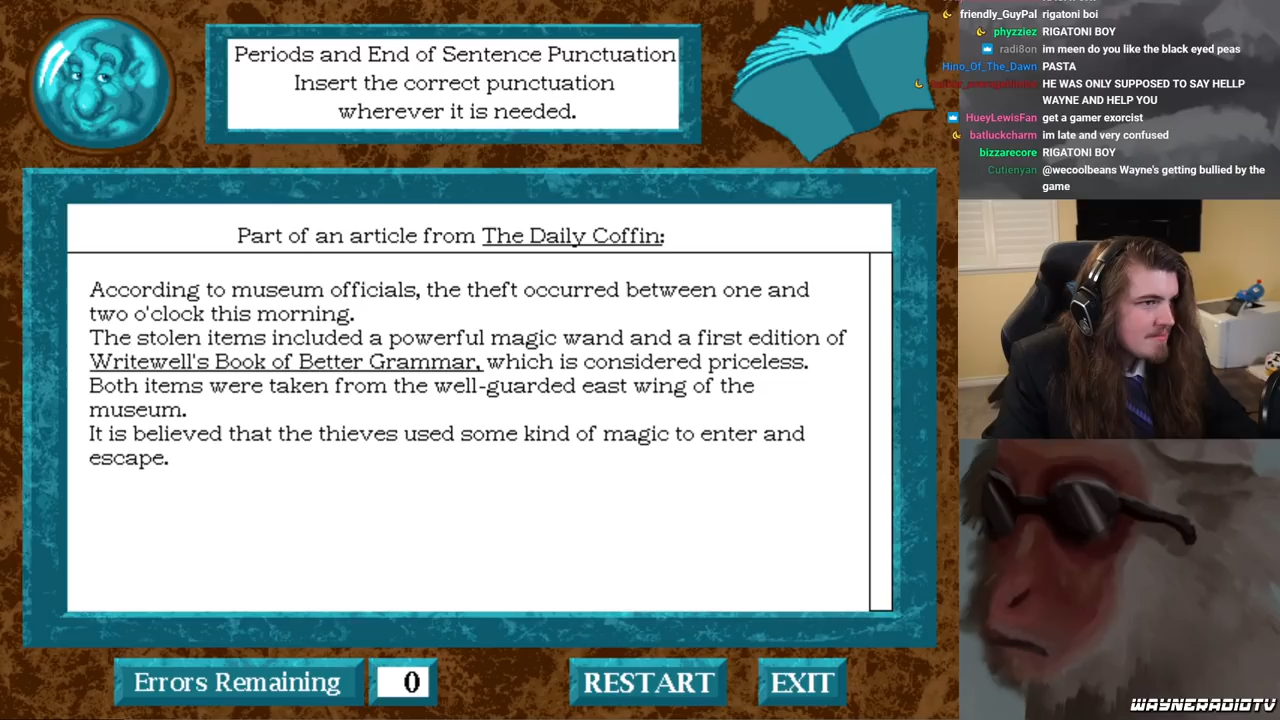 Periods and End of Sentence Punctuation
Insert the correct punctuation
wherever it is needed.
Part of an article from The Daily Coffin:
According to museum officials, the theft occurred between one and
two o'clock this morning.
The stolen items included a powerful magic wand and a first edition of
Writewell's Book of Better Grammar, which is considered priceless.
Both items were taken from the well-guarded east wing of the
museum.
It is believed that the thieves used some kind of magic to enter and
escape.
Errors Remaining 0
RESTART
EXIT
friendly_GuyPal rigatoni boi
phyzziez RIGATONI BOY
radi8on im meen do you like the black eyed peas
Hino_Of_The_Dawn PASTA
HE WAS ONLY SUPPOSED TO SAY HELLP
WAYNE AND HELP YOU
HueyLewisFan get a gamer exorcist
batluckcharm im late and very confused
bizzarecore RIGATONI BOY
Cutienyan @wecoolbeans Wayne's getting bullied by the
game
WAYNERADIOTV